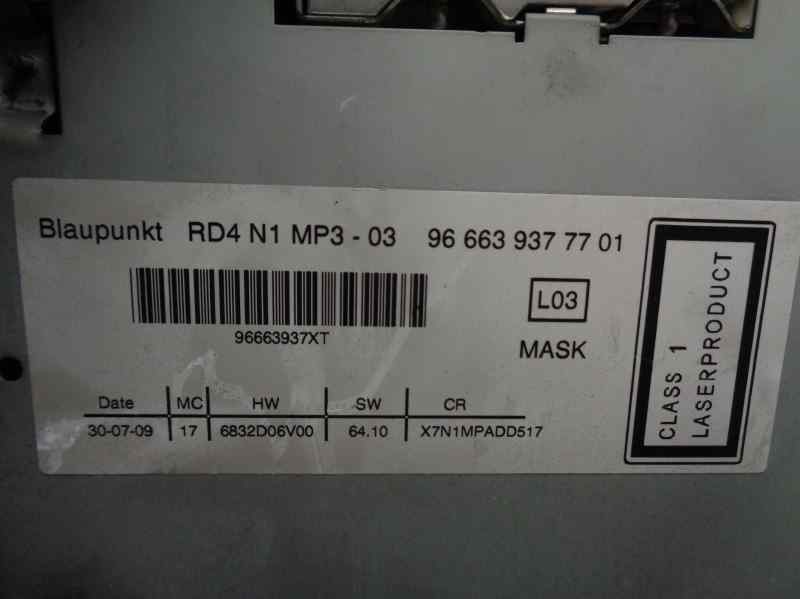 Blaupunkt RD4 N1 MP3 - 03 96 663 937 77 01
96663937XT
L03
MASK
Date MC HW SW CR
30-07-09 17 6832D06V00 64.10 X7N1MPADD517
CLASS 1
LASERPRODUCT